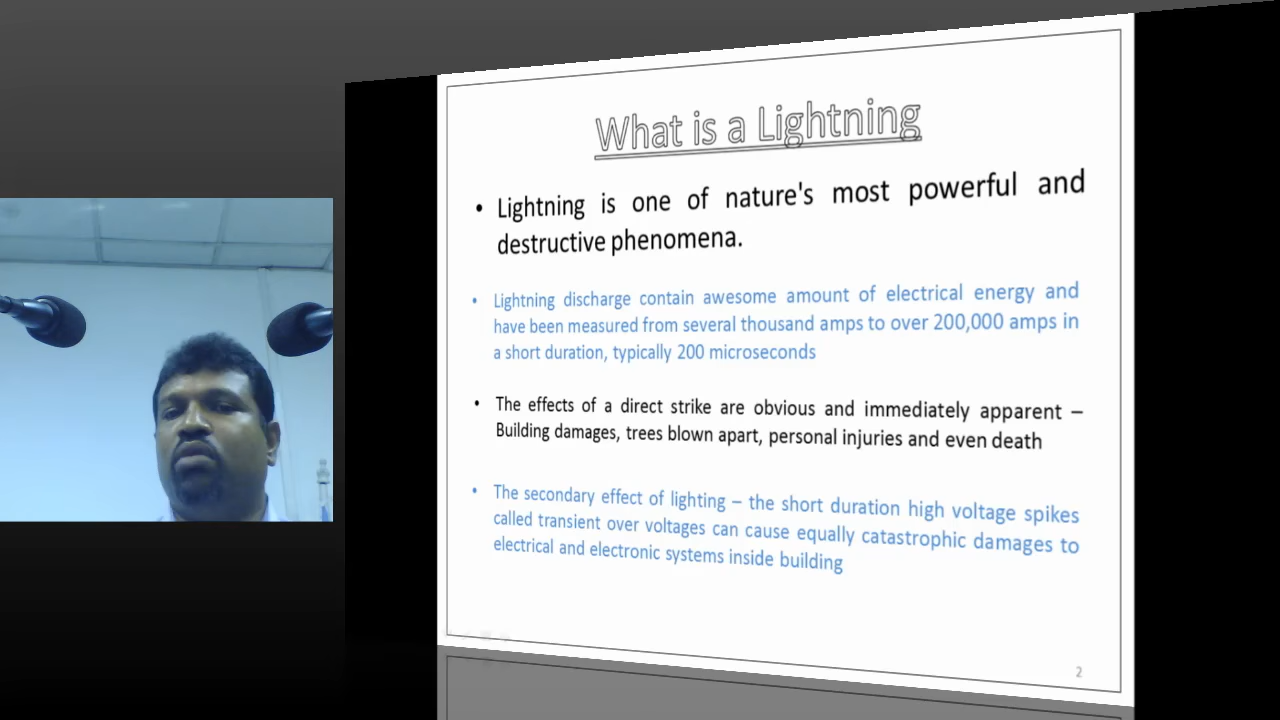 What is a Lightning
• Lightning is one of nature's most powerful and
destructive phenomena.
• Lightning discharge contain awesome amount of electrical energy and
have been measured from several thousand amps to over 200,000 amps in
a short duration, typically 200 microseconds
• The effects of a direct strike are obvious and immediately apparent –
Building damages, trees blown apart, personal injuries and even death
• The secondary effect of lighting – the short duration high voltage spikes
called transient over voltages can cause equally catastrophic damages to
electrical and electronic systems inside building
2